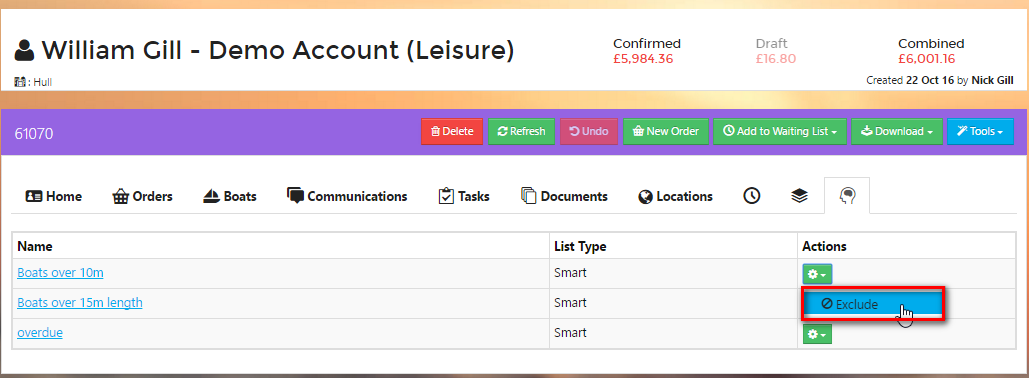 William Gill - Demo Account (Leisure)
Confirmed Draft Combined
£5,984.36 £16.80 £6,001.16
: Hull
Created 22 Oct 16 by Nick Gill
61070
Delete Refresh Undo New Order Add to Waiting List Download Tools
Home Orders Boats Communications Tasks Documents Locations
Name List Type Actions
Boats over 10m Smart
Boats over 15m length Smart Exclude
overdue Smart